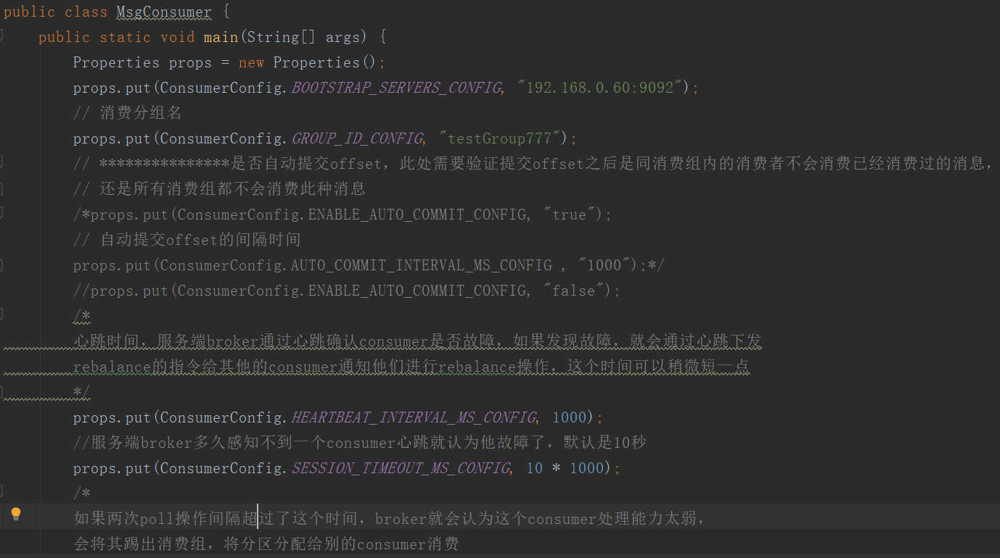 public class MsgConsumer {
public static void main(String[] args) {
Properties props = new Properties();
props.put(ConsumerConfig.BOOTSTRAP_SERVERS_CONFIG, "192.168.0.60:9092");
// 消费分组名
props.put(ConsumerConfig.GROUP_ID_CONFIG, "testGroup777");
// ***************是否自动提交offset，此处需要验证提交offset之后是同消费组内的消费者不会消费已经消费过的消息，
// 还是所有消费组都不会消费此种消息
/*props.put(ConsumerConfig.ENABLE_AUTO_COMMIT_CONFIG, "true");
// 自动提交offset的间隔时间
props.put(ConsumerConfig.AUTO_COMMIT_INTERVAL_MS_CONFIG , "1000");*/
//props.put(ConsumerConfig.ENABLE_AUTO_COMMIT_CONFIG, "false");
/*
心跳时间，服务端broker通过心跳确认consumer是否故障，如果发现故障，就会通过心跳下发
rebalance的指令给其他的consumer通知他们进行rebalance操作，这个时间可以稍微短一点
*/
props.put(ConsumerConfig.HEARTBEAT_INTERVAL_MS_CONFIG, 1000);
//服务端broker多久感知不到一个consumer心跳就认为他故障了，默认是10秒
props.put(ConsumerConfig.SESSION_TIMEOUT_MS_CONFIG, 10 * 1000);
/*
如果两次poll操作间隔超过了这个时间，broker就会认为这个consumer处理能力太弱，
会将其踢出消费组，将分区分配给别的consumer消费